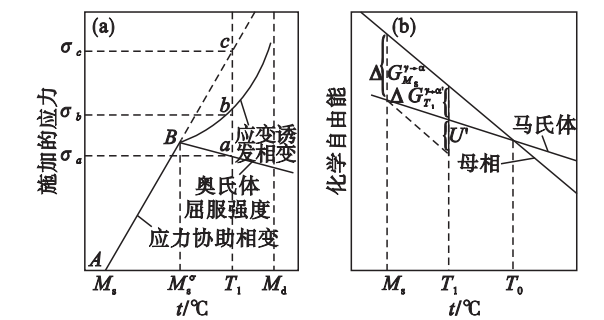 (a)
施加的应力
σc
σb
σa
c
b
B
a
应变诱
发相变
奥氏体
屈服强度
应力协助相变
A
Ms
Msσ
T1
Md
t/℃
(b)
化学自由能
ΔGMsγ→α
ΔGT1γ→α′
U′
马氏体
母相
Ms
T1
T0
t/℃